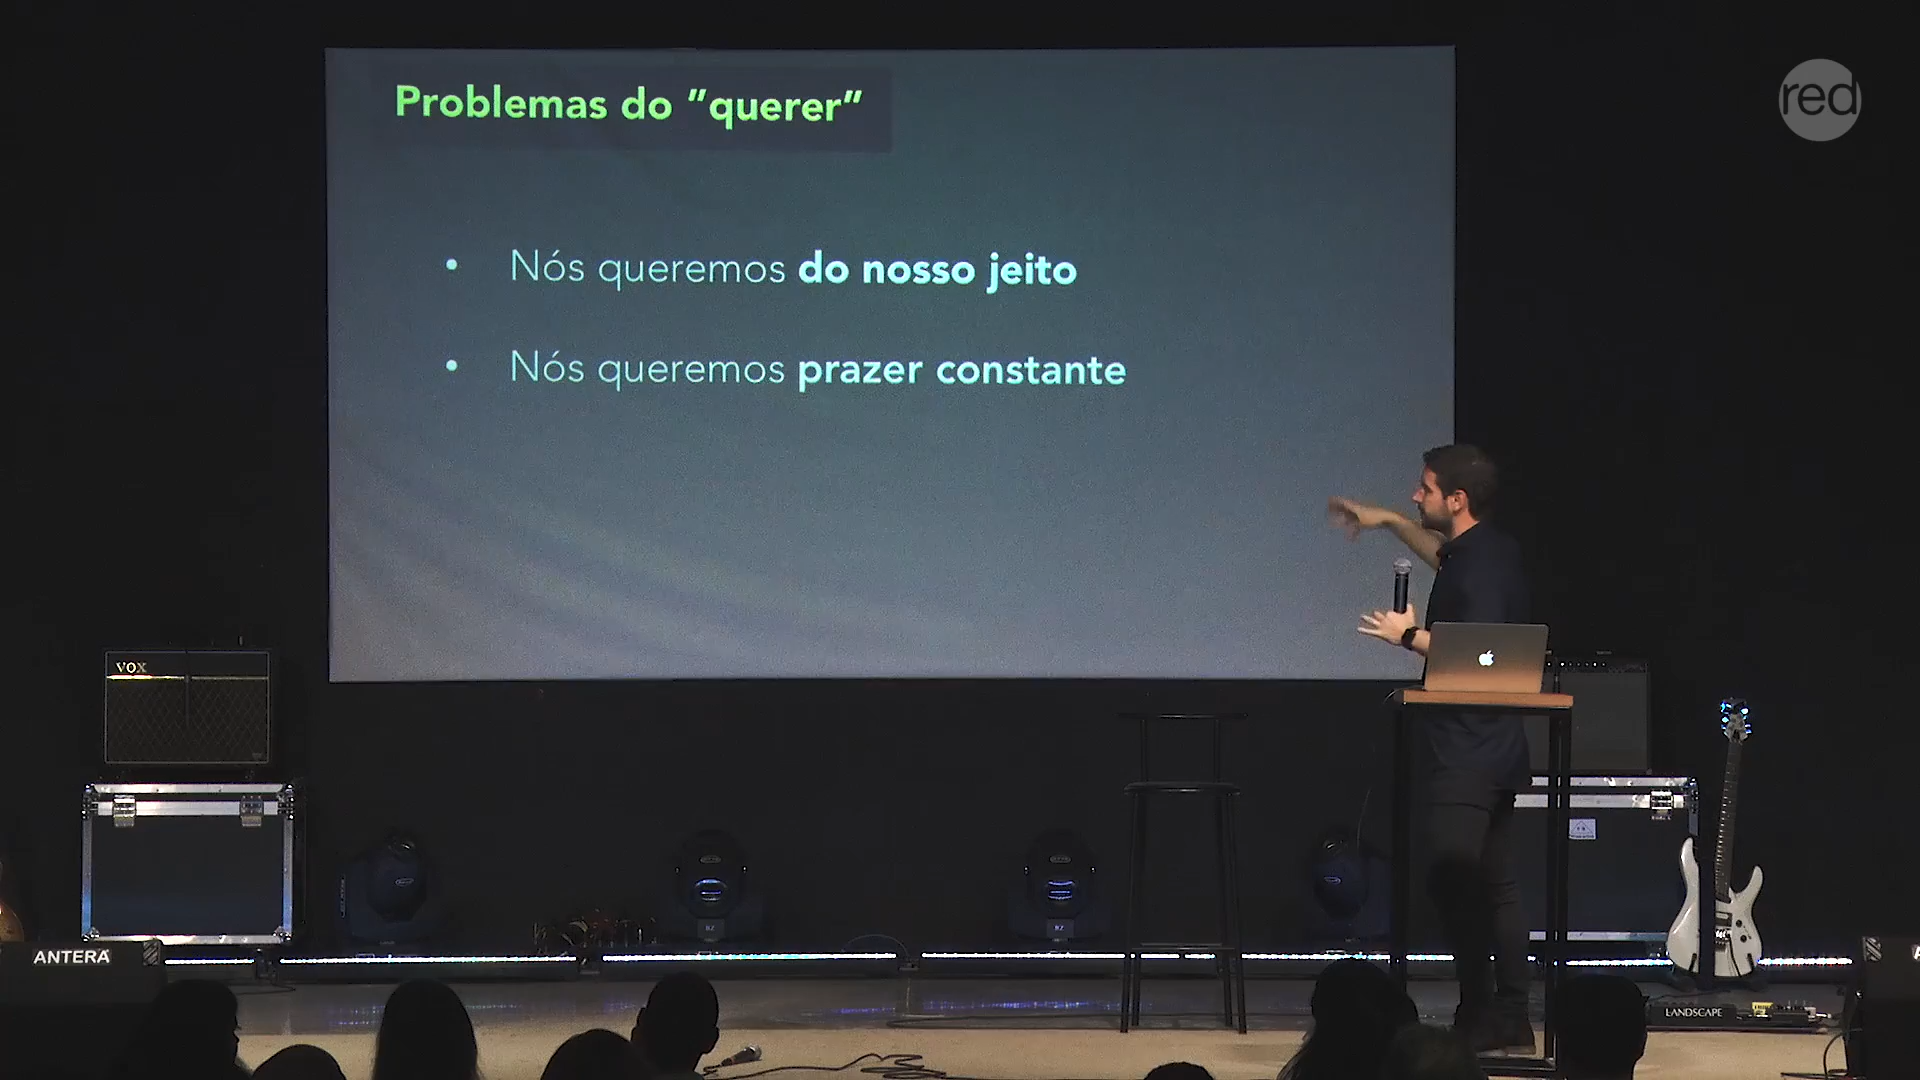 Problemas do "querer"
• Nós queremos do nosso jeito
• Nós queremos prazer constante
red
VOX
ANTERA
LANDSCAPE